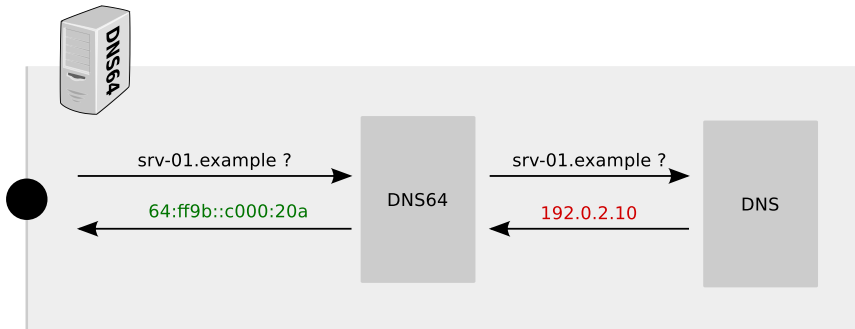 DNS64
srv-01.example ?
srv-01.example ?
64:ff9b::c000:20a
192.0.2.10
DNS64
DNS